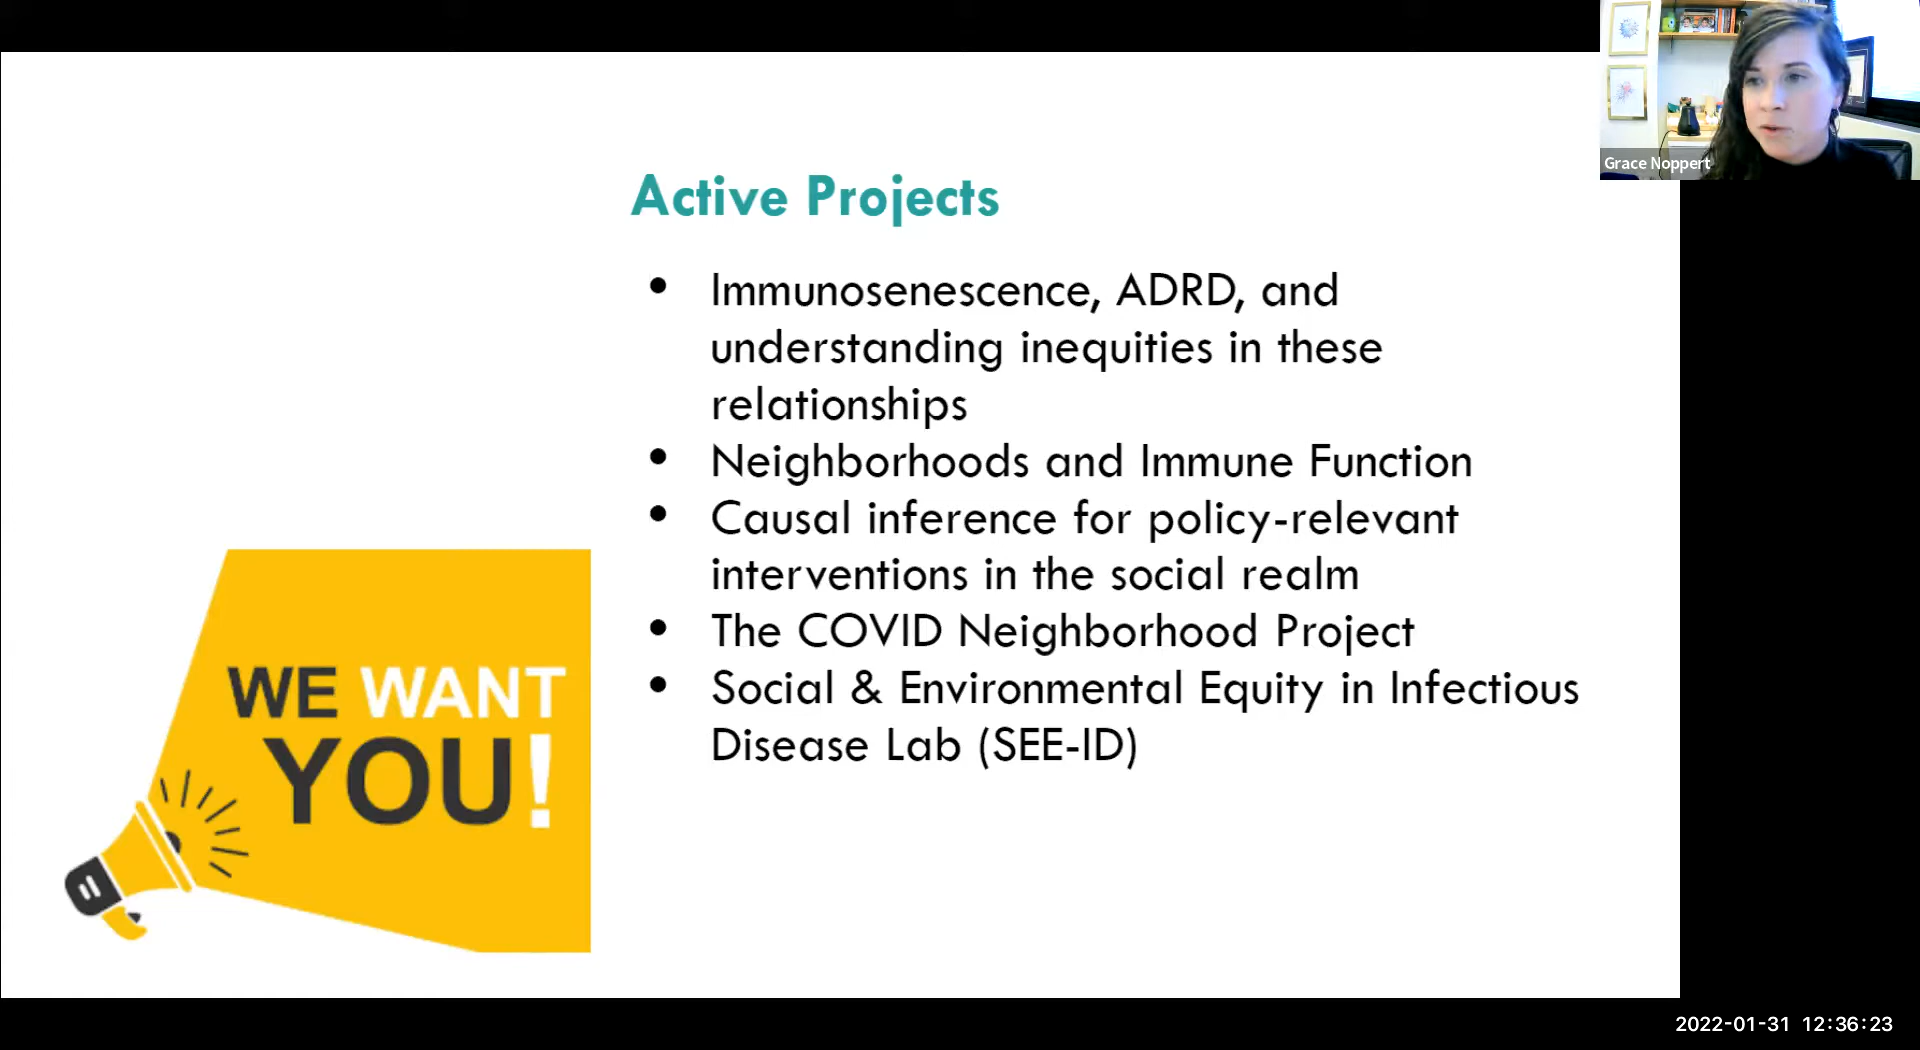 Grace Noppert
Active Projects
• Immunosenescence, ADRD, and
understanding inequities in these
relationships
• Neighborhoods and Immune Function
• Causal inference for policy-relevant
interventions in the social realm
• The COVID Neighborhood Project
• Social & Environmental Equity in Infectious
Disease Lab (SEE-ID)
WE WANT
YOU!
2022-01-31 12:36:23